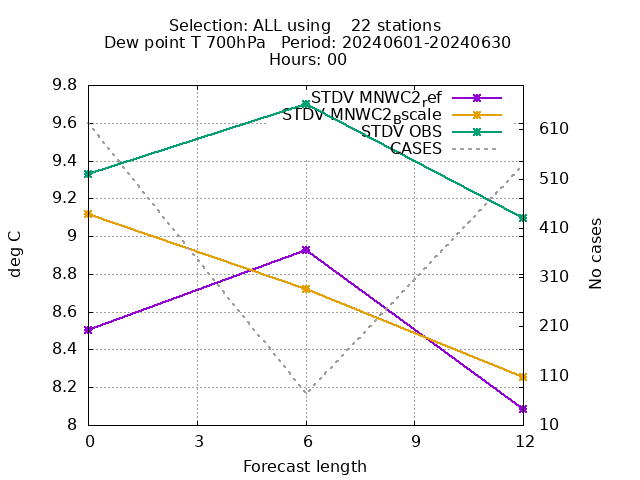 Selection: ALL using    22 stations
Dew point T 700hPa   Period: 20240601-20240630
Hours: 00
STDV MNWC2ref
STDV MNWC2Bscale
STDV OBS
CASES
9.8
9.6
9.4
9.2
9
8.8
8.6
8.4
8.2
8
610
510
410
310
210
110
10
deg C
No cases
0 3 6 9 12
Forecast length